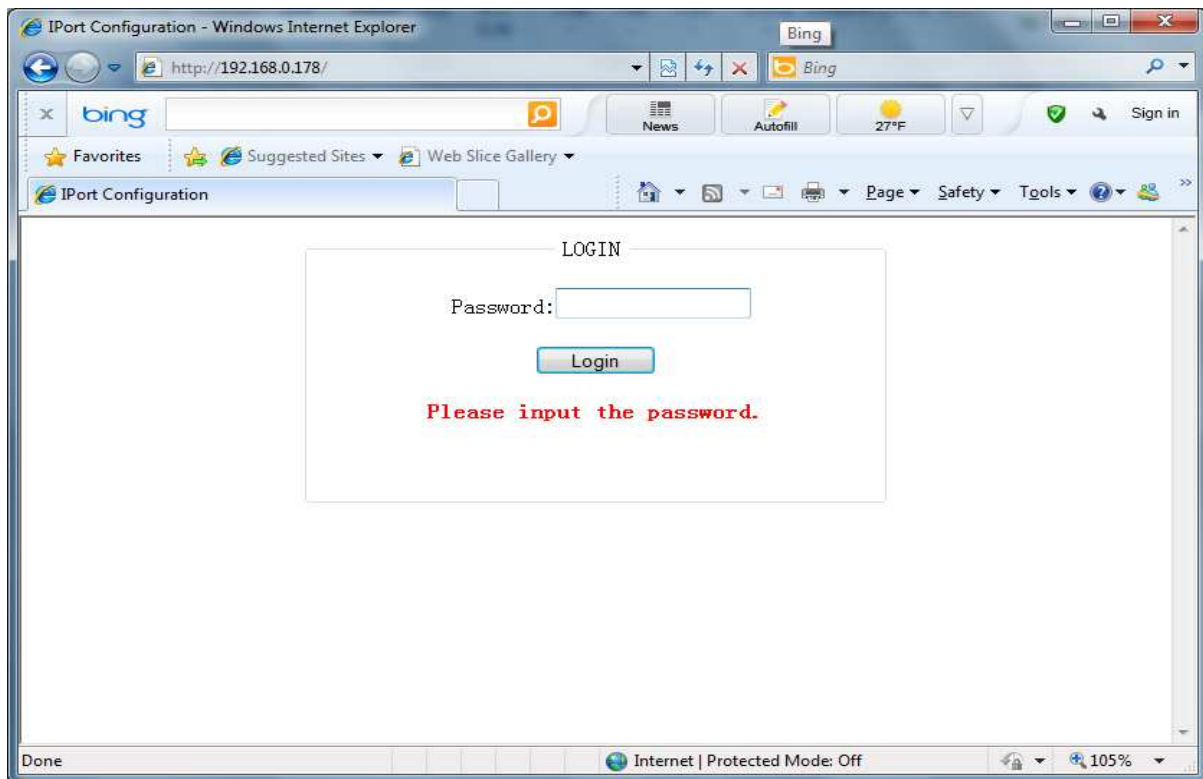 IPort Configuration - Windows Internet Explorer
Bing
http://192.168.0.178/
Bing
x bing News Autofill 27°F Sign in
Favorites Suggested Sites Web Slice Gallery
IPort Configuration Page Safety Tools »
LOGIN
Password:
Login
Please input the password.
Done Internet | Protected Mode: Off 105%